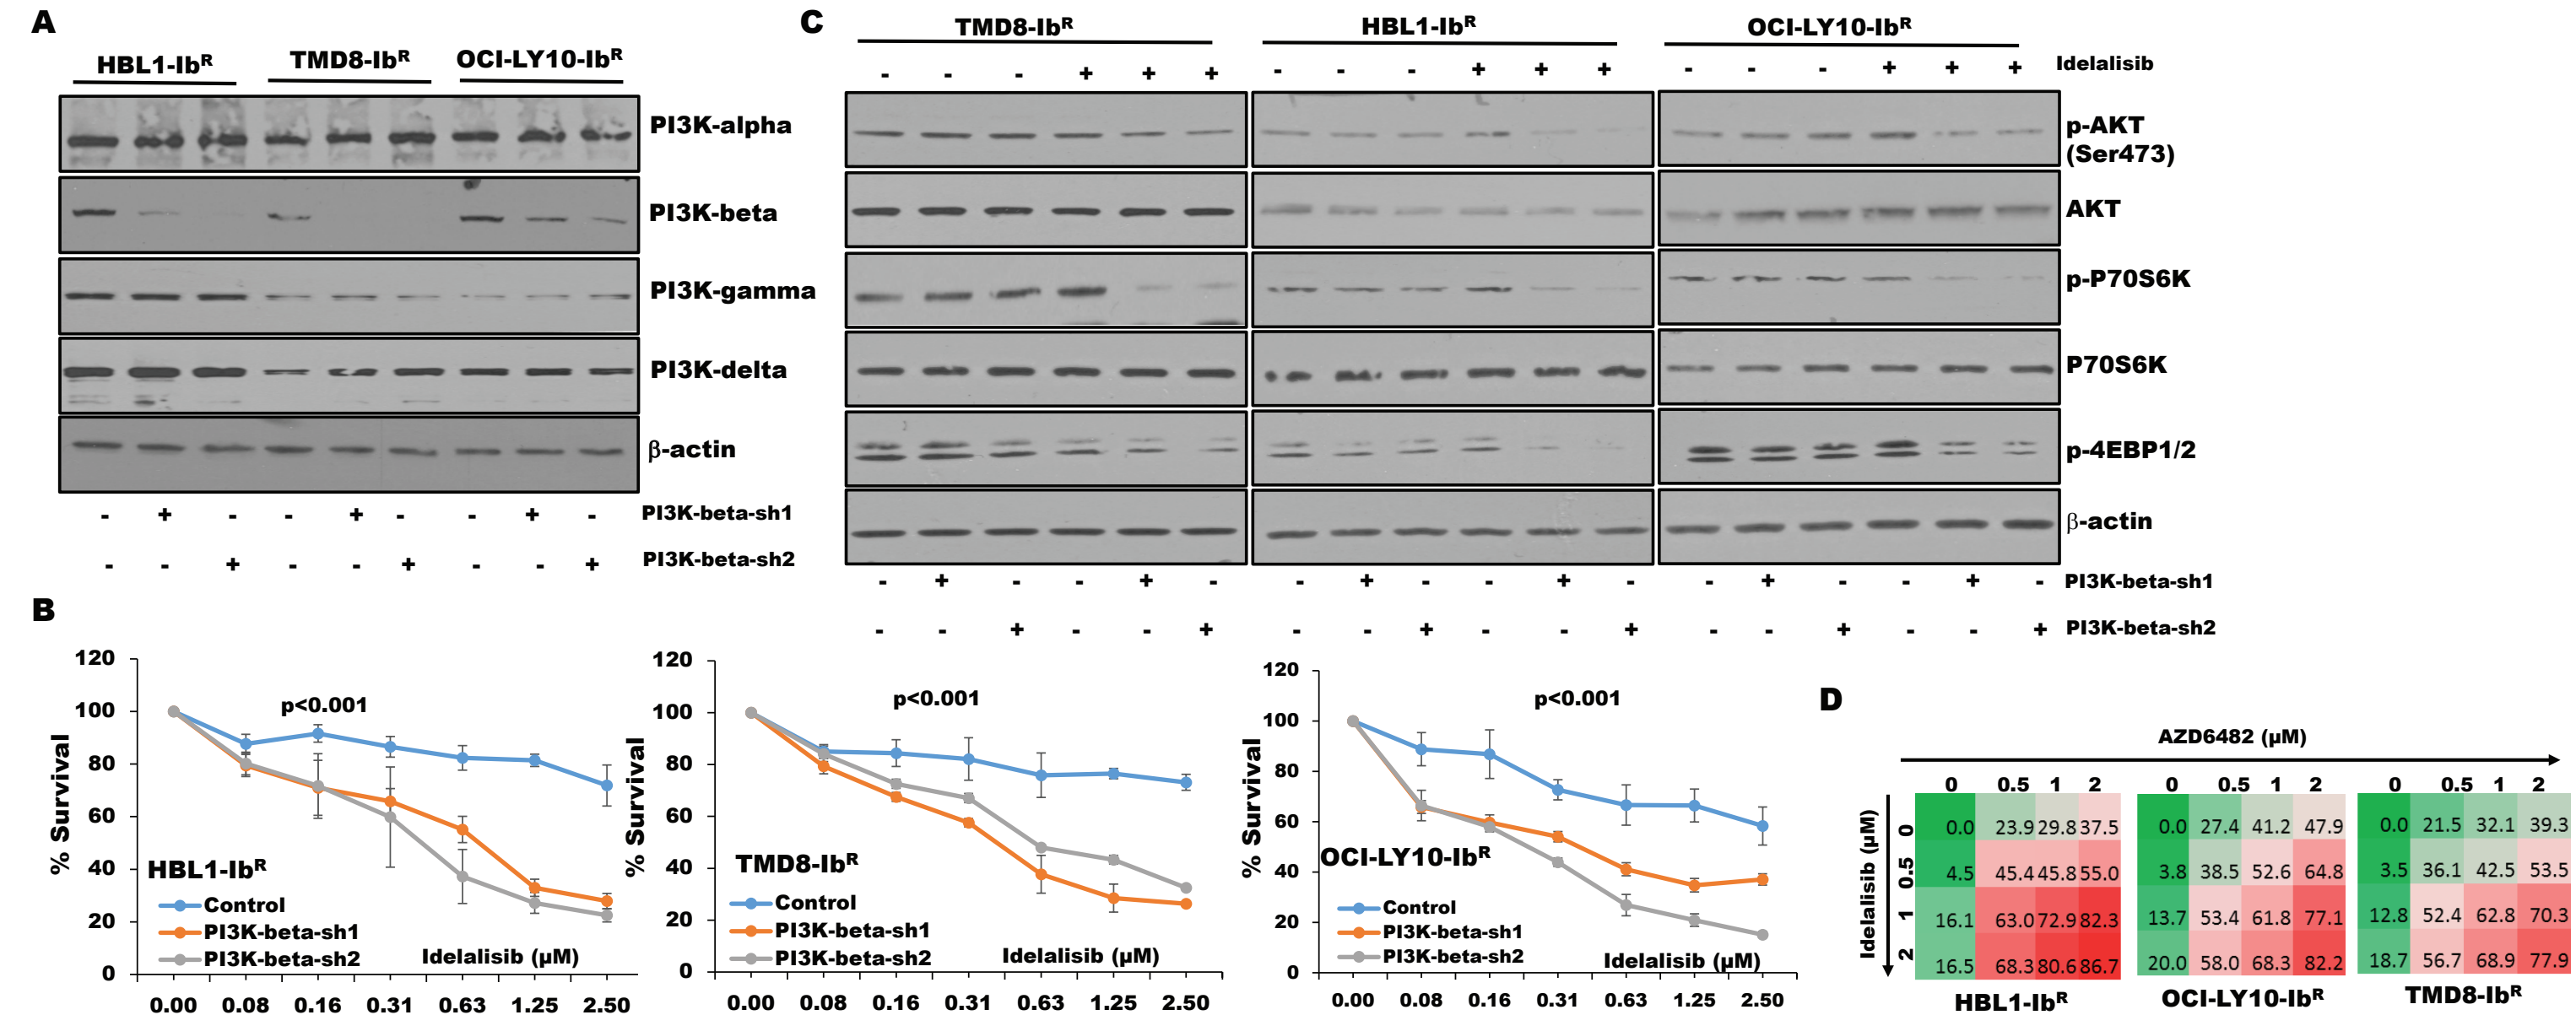 A
HBL1-Ib^R TMD8-Ib^R OCI-LY10-Ib^R
PI3K-alpha
PI3K-beta
PI3K-gamma
PI3K-delta
β-actin
- + - - + - - + - PI3K-beta-sh1
- - + - - + - - + PI3K-beta-sh2
C
TMD8-Ib^R HBL1-Ib^R OCI-LY10-Ib^R
- - - + + + - - - + + + - - - + + + Idelalisib
p-AKT
(Ser473)
AKT
p-P70S6K
P70S6K
p-4EBP1/2
β-actin
- + - - + - - + - - + - - + - - + - PI3K-beta-sh1
- - + - - + - - + - - + - - + - - + PI3K-beta-sh2
B
% Survival
120
100
80
60
40
20
0
p<0.001
HBL1-Ib^R
Control
PI3K-beta-sh1
PI3K-beta-sh2
Idelalisib (µM)
0.00 0.08 0.16 0.31 0.63 1.25 2.50
% Survival
120
100
80
60
40
20
0
p<0.001
TMD8-Ib^R
Control
PI3K-beta-sh1
PI3K-beta-sh2
Idelalisib (µM)
0.00 0.08 0.16 0.31 0.63 1.25 2.50
% Survival
120
100
80
60
40
20
0
p<0.001
OCI-LY10-Ib^R
Control
PI3K-beta-sh1
PI3K-beta-sh2
Idelalisib (µM)
0.00 0.08 0.16 0.31 0.63 1.25 2.50
D
AZD6482 (µM)
Idelalisib (µM)
0 0.5 1 2 0 0.5 1 2 0 0.5 1 2
0 0.0 23.9 29.8 37.5 0.0 27.4 41.2 47.9 0.0 21.5 32.1 39.3
0.5 4.5 45.4 45.8 55.0 3.8 38.5 52.6 64.8 3.5 36.1 42.5 53.5
1 16.1 63.0 72.9 82.3 13.7 53.4 61.8 77.1 12.8 52.4 62.8 70.3
2 16.5 68.3 80.6 86.7 20.0 58.0 68.3 82.2 18.7 56.7 68.9 77.9
HBL1-Ib^R OCI-LY10-Ib^R TMD8-Ib^R